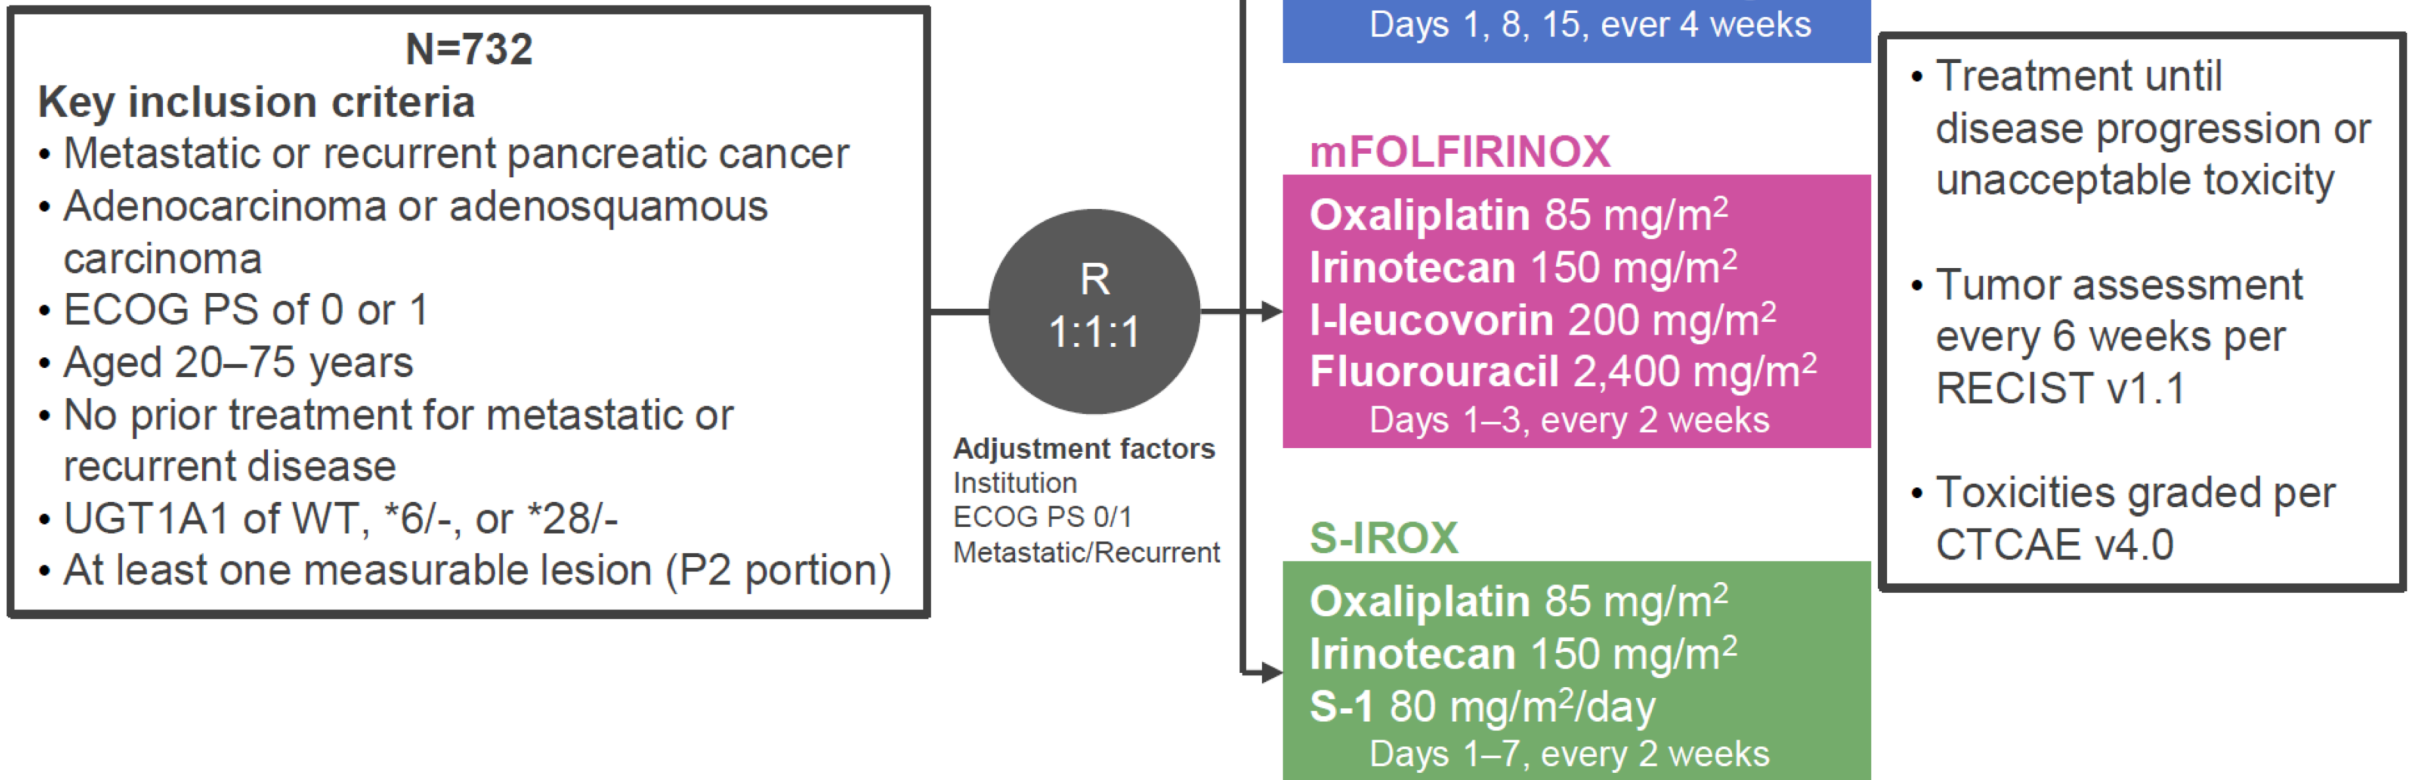 N=732
Key inclusion criteria
• Metastatic or recurrent pancreatic cancer
• Adenocarcinoma or adenosquamous
carcinoma
• ECOG PS of 0 or 1
• Aged 20–75 years
• No prior treatment for metastatic or
recurrent disease
• UGT1A1 of WT, *6/-, or *28/-
• At least one measurable lesion (P2 portion)
R
1:1:1
Adjustment factors
Institution
ECOG PS 0/1
Metastatic/Recurrent
Days 1, 8, 15, ever 4 weeks
mFOLFIRINOX
Oxaliplatin 85 mg/m²
Irinotecan 150 mg/m²
l-leucovorin 200 mg/m²
Fluorouracil 2,400 mg/m²
Days 1–3, every 2 weeks
S-IROX
Oxaliplatin 85 mg/m²
Irinotecan 150 mg/m²
S-1 80 mg/m²/day
Days 1–7, every 2 weeks
• Treatment until
disease progression or
unacceptable toxicity
• Tumor assessment
every 6 weeks per
RECIST v1.1
• Toxicities graded per
CTCAE v4.0